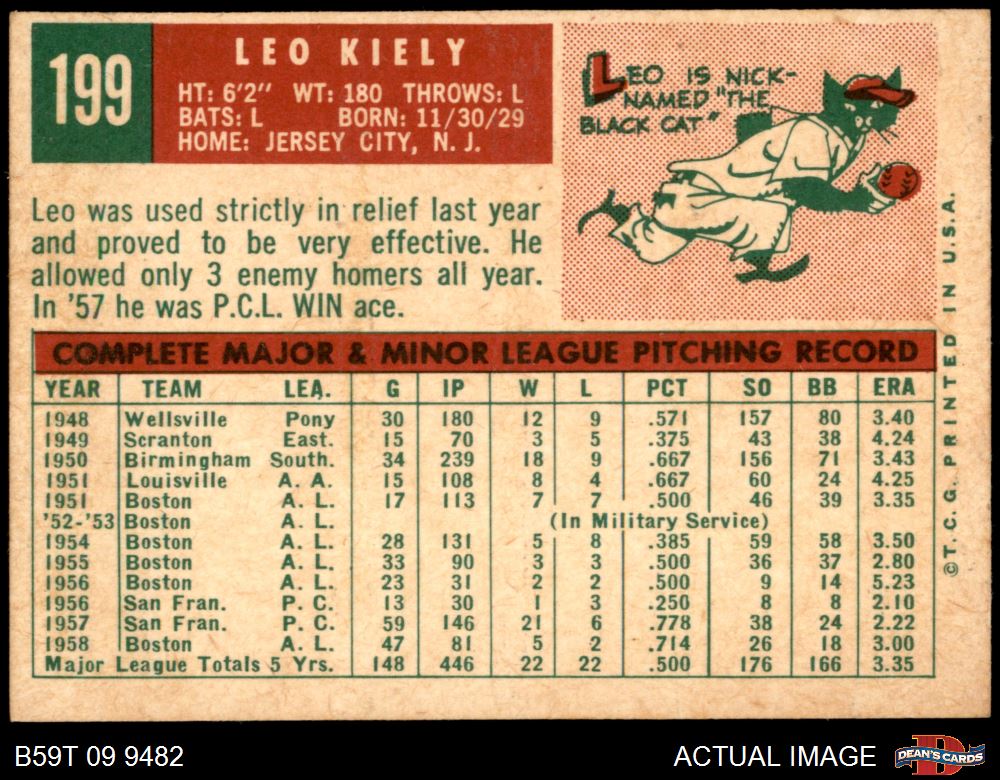 199
LEO KIELY
HT: 6'2" WT: 180 THROWS: L
BATS: L BORN: 11/30/29
HOME: JERSEY CITY, N. J.
LEO IS NICK-
NAMED "THE
BLACK CAT"
Leo was used strictly in relief last year
and proved to be very effective. He
allowed only 3 enemy homers all year.
In '57 he was P.C.L. WIN ace.
COMPLETE MAJOR & MINOR LEAGUE PITCHING RECORD
YEAR TEAM LEA. G IP W L PCT SO BB ERA
1948 Wellsville Pony 30 180 12 9 .571 157 80 3.40
1949 Scranton East. 15 70 3 5 .375 43 38 4.24
1950 Birmingham South. 34 239 18 9 .667 156 71 3.43
1951 Louisville A. A. 15 108 8 4 .667 60 24 4.25
1951 Boston A. L. 17 113 7 7 .500 46 39 3.35
'52-'53 Boston A. L. (In Military Service)
1954 Boston A. L. 28 131 5 8 .385 59 58 3.50
1955 Boston A. L. 33 90 3 3 .500 36 37 2.80
1956 Boston A. L. 23 31 2 2 .500 9 14 5.23
1956 San Fran. P. C. 13 30 1 3 .250 8 8 2.10
1957 San Fran. P. C. 59 146 21 6 .778 38 24 2.22
1958 Boston A. L. 47 81 5 2 .714 26 18 3.00
Major League Totals 5 Yrs. 148 446 22 22 .500 176 166 3.35
©T.C.G. PRINTED IN U.S.A.
B59T 09 9482
ACTUAL IMAGE
D
DEAN'S CARDS